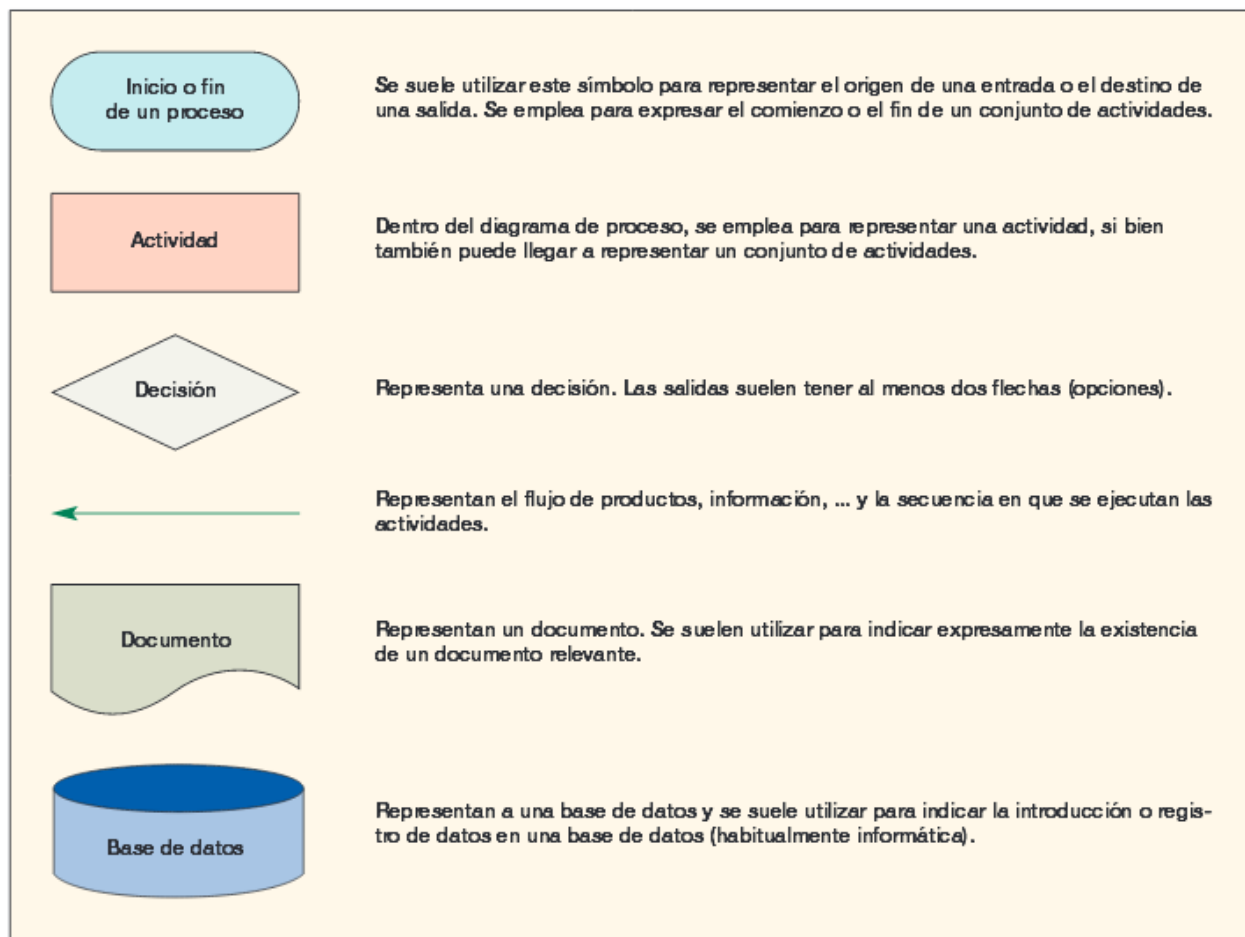 Inicio o fin
de un proceso
Se suele utilizar este símbolo para representar el origen de una entrada o el destino de
una salida. Se emplea para expresar el comienzo o el fin de un conjunto de actividades.
Actividad
Dentro del diagrama de proceso, se emplea para representar una actividad, si bien
también puede llegar a representar un conjunto de actividades.
Decisión
Representa una decisión. Las salidas suelen tener al menos dos flechas (opciones).
Representan el flujo de productos, información, ... y la secuencia en que se ejecutan las
actividades.
Documento
Representan un documento. Se suelen utilizar para indicar expresamente la existencia
de un documento relevante.
Base de datos
Representan a una base de datos y se suele utilizar para indicar la introducción o regis-
tro de datos en una base de datos (habitualmente informática).